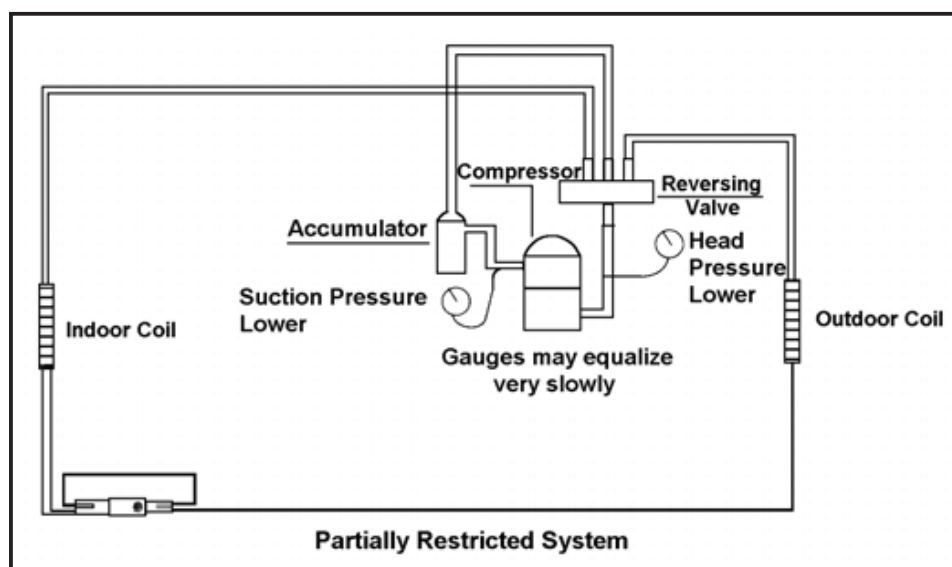 Compressor
Reversing
Valve
Accumulator
Head
Pressure
Lower
Suction Pressure
Lower
Indoor Coil
Outdoor Coil
Gauges may equalize
very slowly
Partially Restricted System